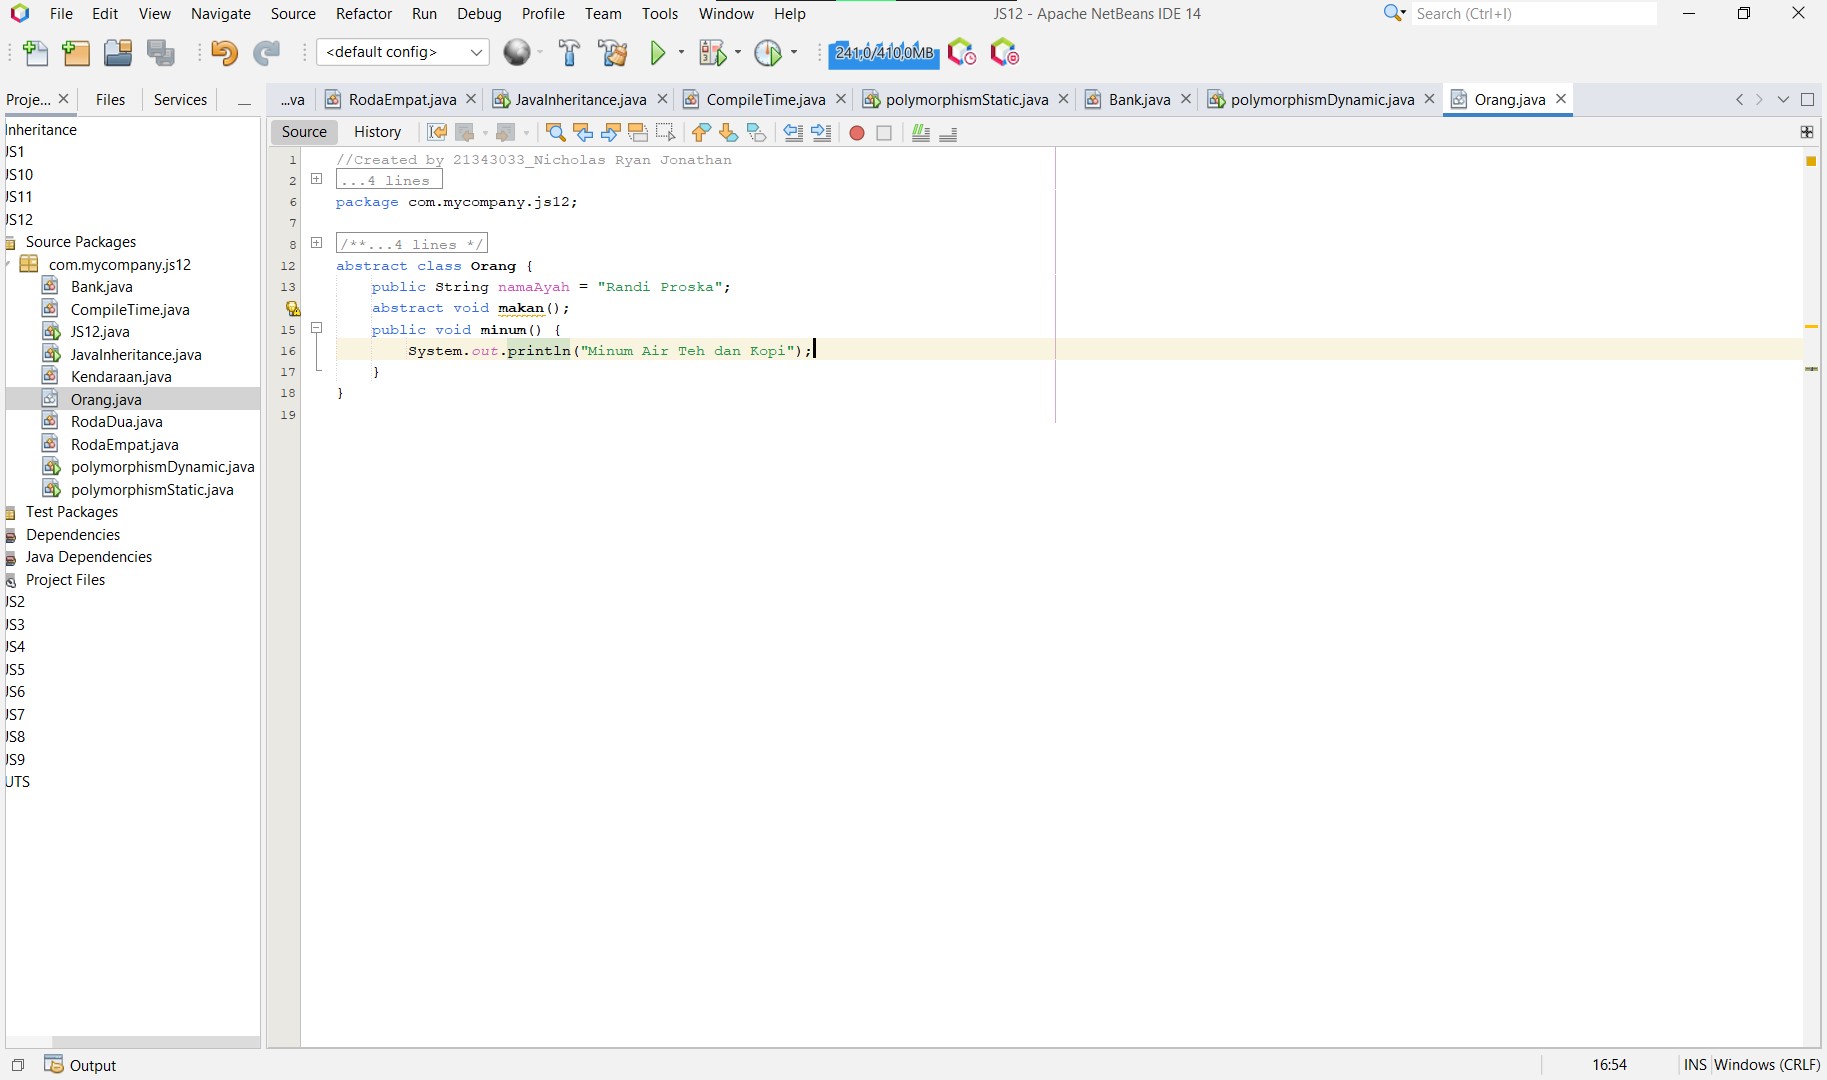 File Edit View Navigate Source Refactor Run Debug Profile Team Tools Window Help JS12 - Apache NetBeans IDE 14 Search (Ctrl+I)
<default config> 241,0/410,0MB
Proje... Files Services ...va RodaEmpat.java JavaInheritance.java CompileTime.java polymorphismStatic.java Bank.java polymorphismDynamic.java Orang.java
Source History
Inheritance
JS1
JS10
JS11
JS12
Source Packages
com.mycompany.js12
Bank.java
CompileTime.java
JS12.java
JavaInheritance.java
Kendaraan.java
Orang.java
RodaDua.java
RodaEmpat.java
polymorphismDynamic.java
polymorphismStatic.java
Test Packages
Dependencies
Java Dependencies
Project Files
JS2
JS3
JS4
JS5
JS6
JS7
JS8
JS9
UTS
1 //Created by 21343033_Nicholas Ryan Jonathan
2 ...4 lines
6 package com.mycompany.js12;
7
8 /**...4 lines */
12 abstract class Orang {
13 public String namaAyah = "Randi Proska";
abstract void makan();
15 public void minum() {
16 System.out.println("Minum Air Teh dan Kopi");
17 }
18 }
19
Output 16:54 INS Windows (CRLF)